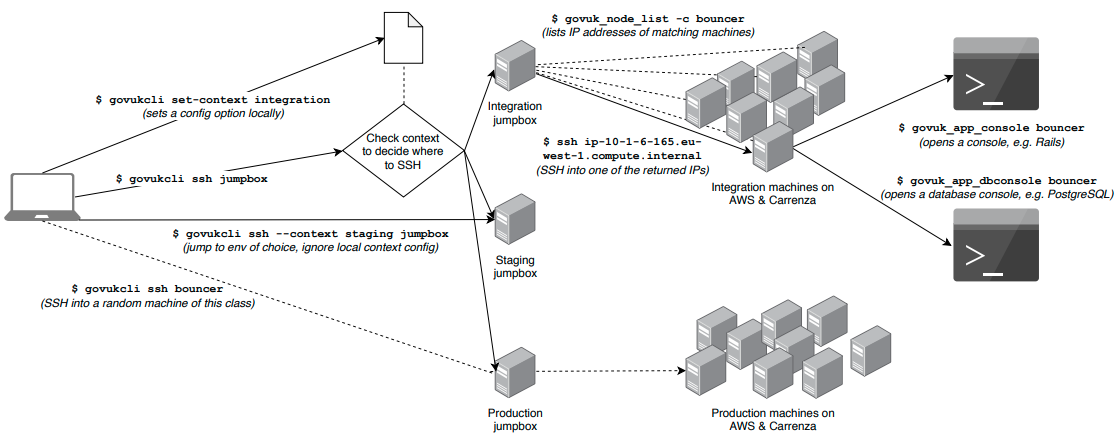 $ govuk_node_list -c bouncer
(lists IP addresses of matching machines)
$ govukcli set-context integration
(sets a config option locally)
Integration
jumpbox
Check context
to decide where
to SSH
$ ssh ip-10-1-6-165.eu-
west-1.compute.internal
(SSH into one of the returned IPs)
$ govuk_app_console bouncer
(opens a console, e.g. Rails)
$ govukcli ssh jumpbox
Integration machines on
AWS & Carrenza
$ govuk_app_dbconsole bouncer
(opens a database console, e.g. PostgreSQL)
$ govukcli ssh --context staging jumpbox
(jump to env of choice, ignore local context config)
Staging
jumpbox
$ govukcli ssh bouncer
(SSH into a random machine of this class)
Production
jumpbox
Production machines on
AWS & Carrenza